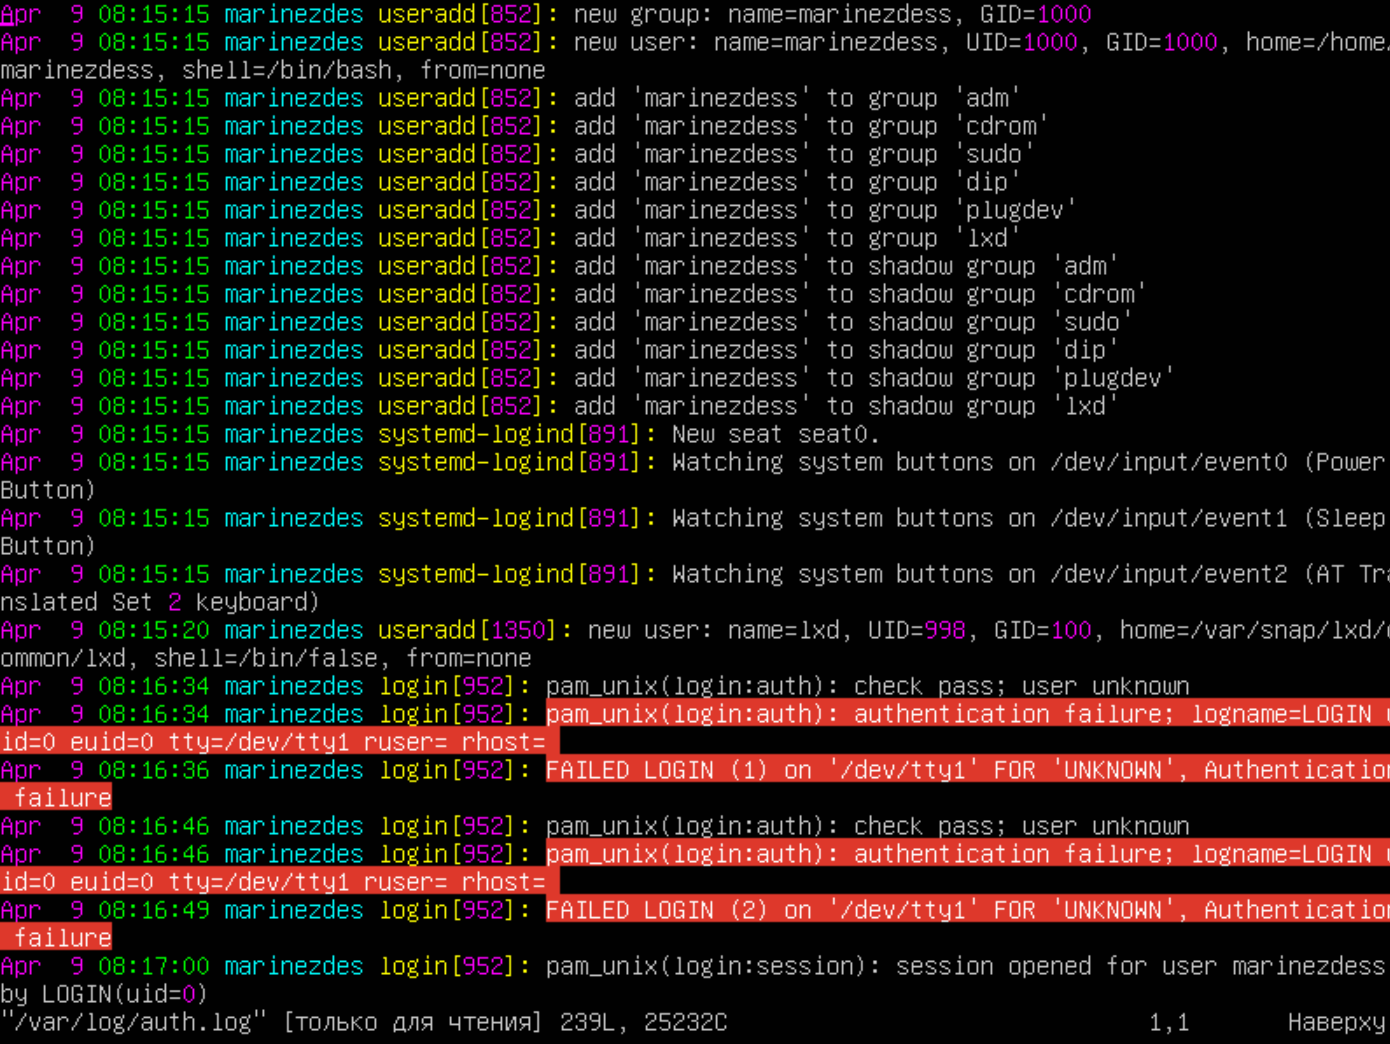 Apr  9 08:15:15 marinezdes useradd[852]: new group: name=marinezdess, GID=1000
Apr  9 08:15:15 marinezdes useradd[852]: new user: name=marinezdess, UID=1000, GID=1000, home=/home/
marinezdess, shell=/bin/bash, from=none
Apr  9 08:15:15 marinezdes useradd[852]: add 'marinezdess' to group 'adm'
Apr  9 08:15:15 marinezdes useradd[852]: add 'marinezdess' to group 'cdrom'
Apr  9 08:15:15 marinezdes useradd[852]: add 'marinezdess' to group 'sudo'
Apr  9 08:15:15 marinezdes useradd[852]: add 'marinezdess' to group 'dip'
Apr  9 08:15:15 marinezdes useradd[852]: add 'marinezdess' to group 'plugdev'
Apr  9 08:15:15 marinezdes useradd[852]: add 'marinezdess' to group 'lxd'
Apr  9 08:15:15 marinezdes useradd[852]: add 'marinezdess' to shadow group 'adm'
Apr  9 08:15:15 marinezdes useradd[852]: add 'marinezdess' to shadow group 'cdrom'
Apr  9 08:15:15 marinezdes useradd[852]: add 'marinezdess' to shadow group 'sudo'
Apr  9 08:15:15 marinezdes useradd[852]: add 'marinezdess' to shadow group 'dip'
Apr  9 08:15:15 marinezdes useradd[852]: add 'marinezdess' to shadow group 'plugdev'
Apr  9 08:15:15 marinezdes useradd[852]: add 'marinezdess' to shadow group 'lxd'
Apr  9 08:15:15 marinezdes systemd-logind[891]: New seat seat0.
Apr  9 08:15:15 marinezdes systemd-logind[891]: Watching system buttons on /dev/input/event0 (Power
Button)
Apr  9 08:15:15 marinezdes systemd-logind[891]: Watching system buttons on /dev/input/event1 (Sleep
Button)
Apr  9 08:15:15 marinezdes systemd-logind[891]: Watching system buttons on /dev/input/event2 (AT Tra
nslated Set 2 keyboard)
Apr  9 08:15:20 marinezdes useradd[1350]: new user: name=lxd, UID=998, GID=100, home=/var/snap/lxd/c
ommon/lxd, shell=/bin/false, from=none
Apr  9 08:16:34 marinezdes login[952]: pam_unix(login:auth): check pass; user unknown
Apr  9 08:16:34 marinezdes login[952]: pam_unix(login:auth): authentication failure; logname=LOGIN u
id=0 euid=0 tty=/dev/tty1 ruser= rhost=
Apr  9 08:16:36 marinezdes login[952]: FAILED LOGIN (1) on '/dev/tty1' FOR 'UNKNOWN', Authentication
failure
Apr  9 08:16:46 marinezdes login[952]: pam_unix(login:auth): check pass; user unknown
Apr  9 08:16:46 marinezdes login[952]: pam_unix(login:auth): authentication failure; logname=LOGIN u
id=0 euid=0 tty=/dev/tty1 ruser= rhost=
Apr  9 08:16:49 marinezdes login[952]: FAILED LOGIN (2) on '/dev/tty1' FOR 'UNKNOWN', Authentication
failure
Apr  9 08:17:00 marinezdes login[952]: pam_unix(login:session): session opened for user marinezdess
by LOGIN(uid=0)
"/var/log/auth.log" [только для чтения] 239L, 25232C 1,1 Наверху